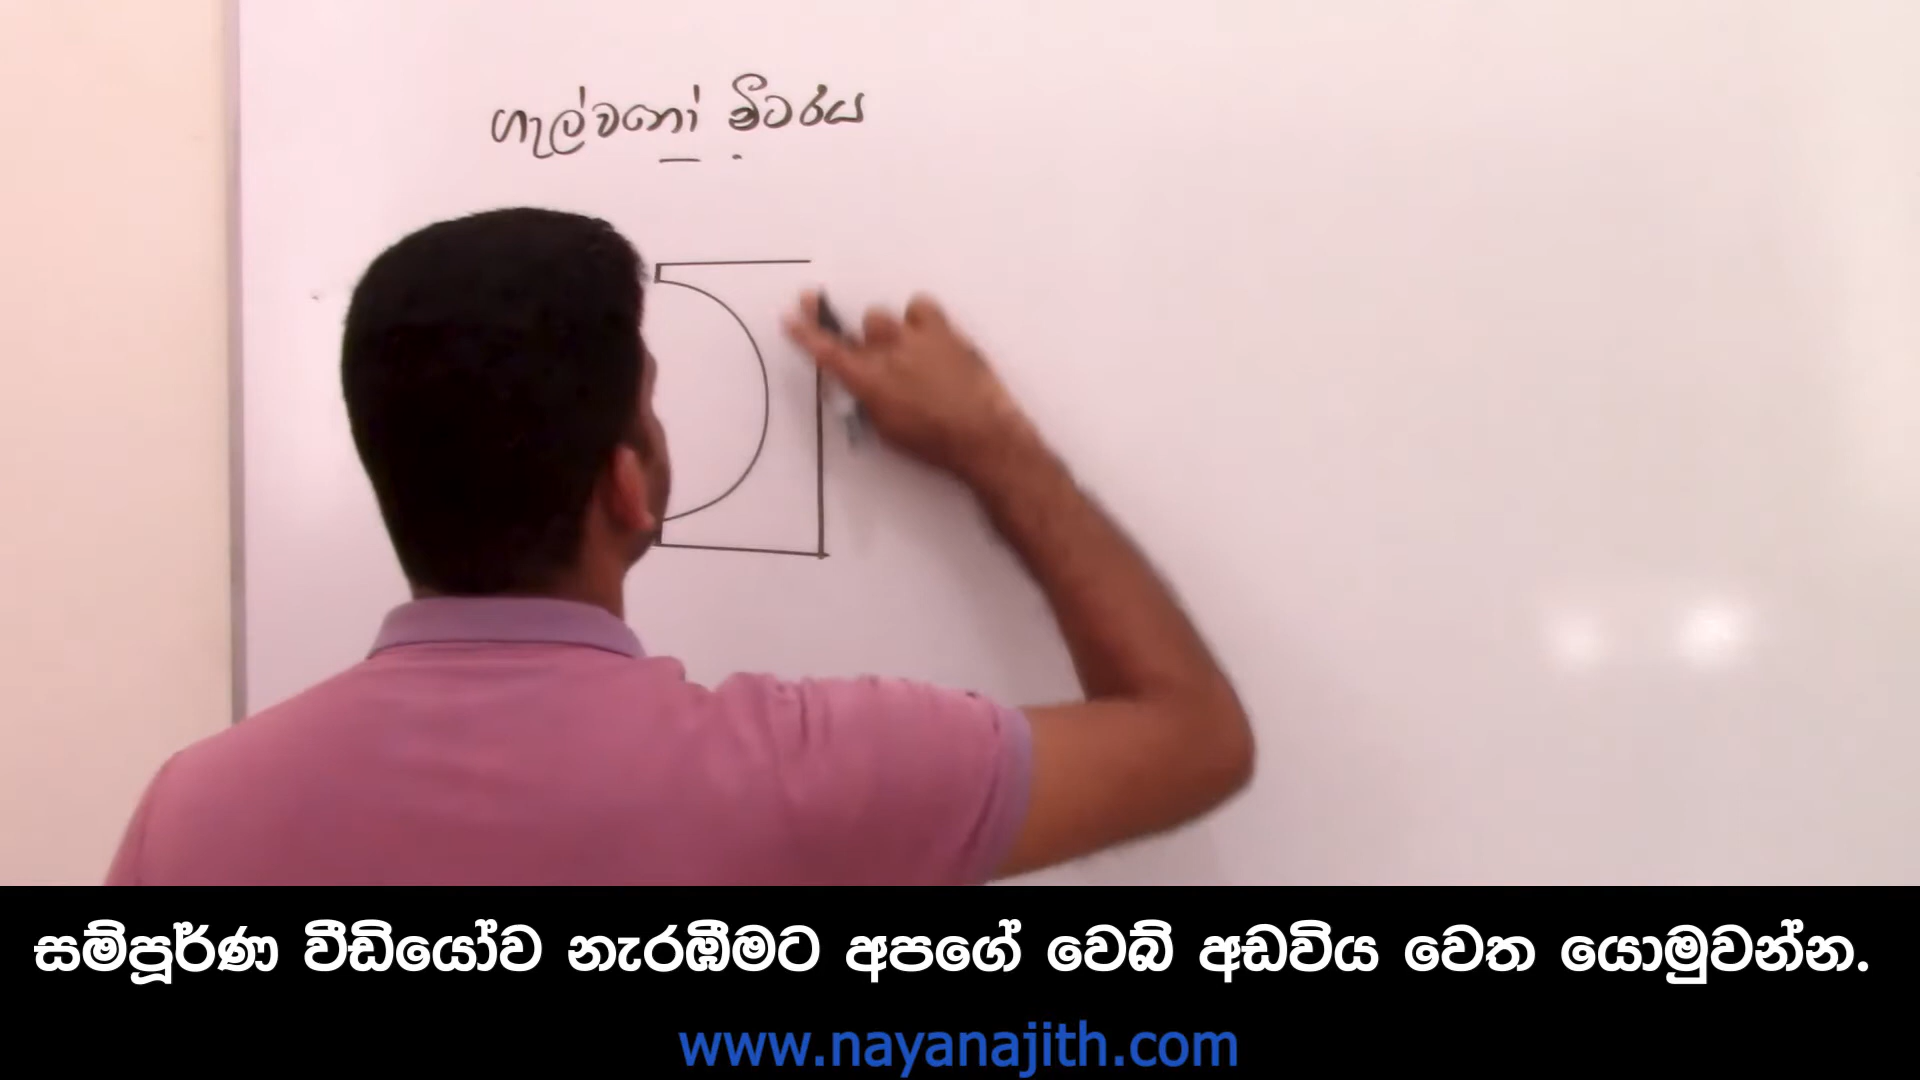 ගැල්වනෝ මීටරය
සම්පූර්ණ වීඩියෝව නැරඹීමට අපගේ වෙබ් අඩවිය වෙත යොමුවන්න.
www.nayanajith.com